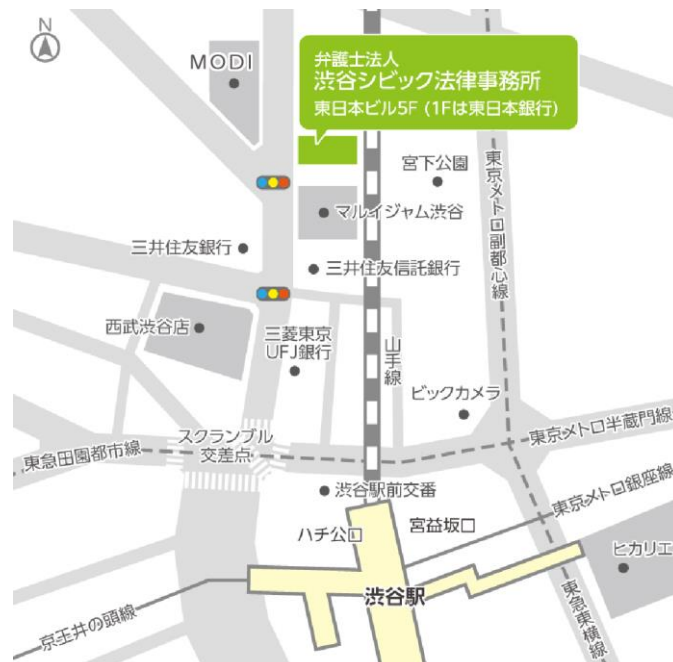 N
MODI
弁護士法人
渋谷シビック法律事務所
東日本ビル5F (1Fは東日本銀行)
宮下公園
東京メトロ副都心線
マルイジャム渋谷
三井住友銀行
三井住友信託銀行
西武渋谷店
三菱東京
UFJ銀行
山手線
ビックカメラ
スクランブル
交差点
東急田園都市線
東京メトロ半蔵門線
渋谷駅前交番
東京メトロ銀座線
ハチ公口
宮益坂口
ヒカリエ
渋谷駅
京王井の頭線
東急東横線